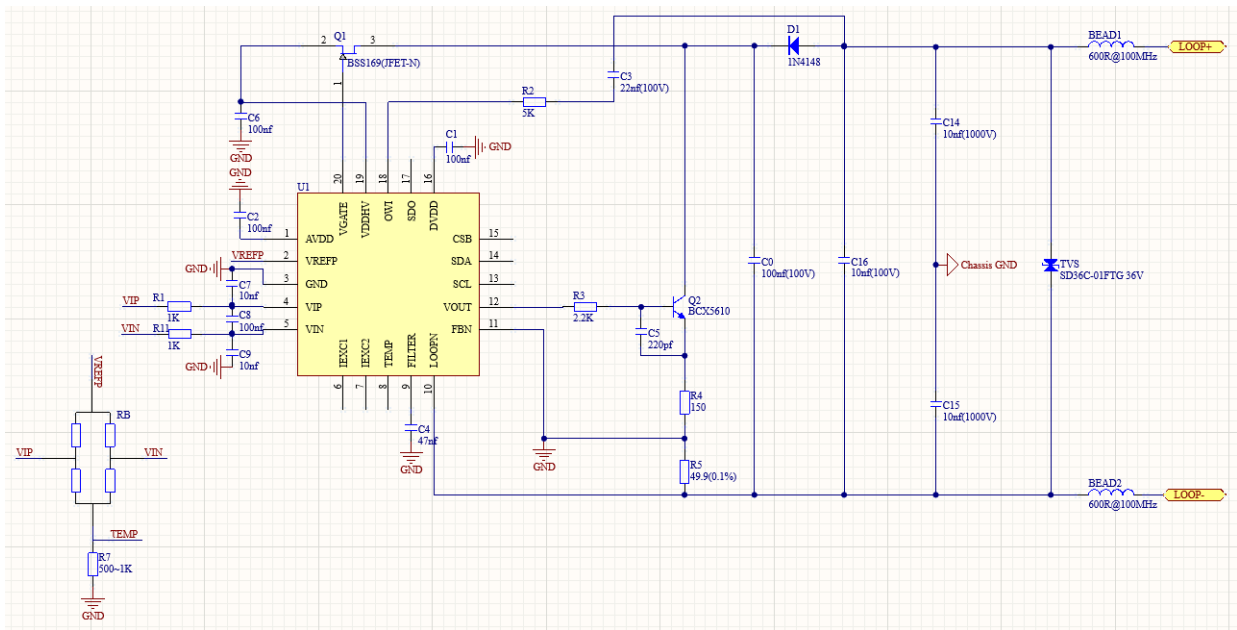 Q1
2
3
BSS169(JFET-N)
1
D1
1N4148
BEAD1
600R@100MHz
LOOP+
C3
22nf(100V)
R2
5K
C6
100nf
GND
C1
100nf
GND
C14
10nf(1000V)
GND
C2
100nf
U1
20
19
18
17
16
VGATE
VDDHV
OWI
SDO
DVDD
1
AVDD
VREFP
2
VREFP
GND
3
GND
C7
10nf
VIP
R1
1K
4
VIP
C8
100nf
VIN
R11
1K
5
VIN
C9
10nf
GND
CSB
15
SDA
14
SCL
13
VOUT
12
FBN
11
IEXC1
IEXC2
TEMP
FILTER
LOOPN
6
7
8
9
10
R3
2.2K
C5
220pf
Q2
BCX5610
C0
100nf(100V)
C16
10nf(100V)
Chassis GND
TVS
SD36C-01FTG 36V
R4
150
C4
47nf
GND
GND
R5
49.9(0.1%)
C15
10nf(1000V)
BEAD2
600R@100MHz
LOOP-
VREFP
RB
VIP
VIN
TEMP
R7
500~1K
GND